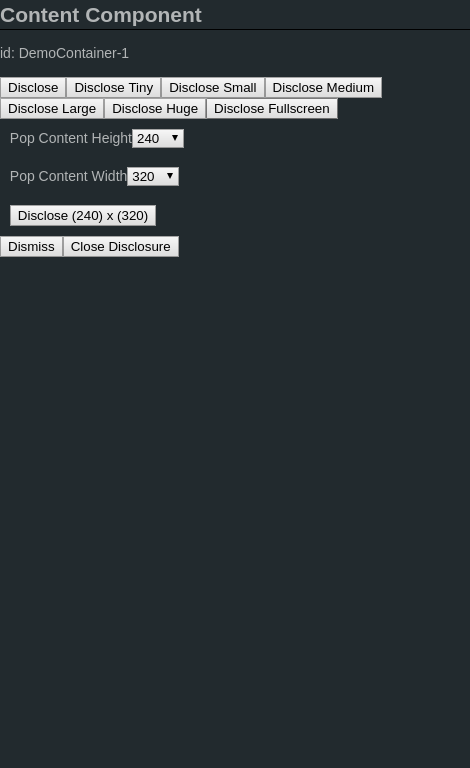 Content Component
id: DemoContainer-1
Disclose Disclose Tiny Disclose Small Disclose Medium
Disclose Large Disclose Huge Disclose Fullscreen
Pop Content Height 240
Pop Content Width 320
Disclose (240) x (320)
Dismiss Close Disclosure